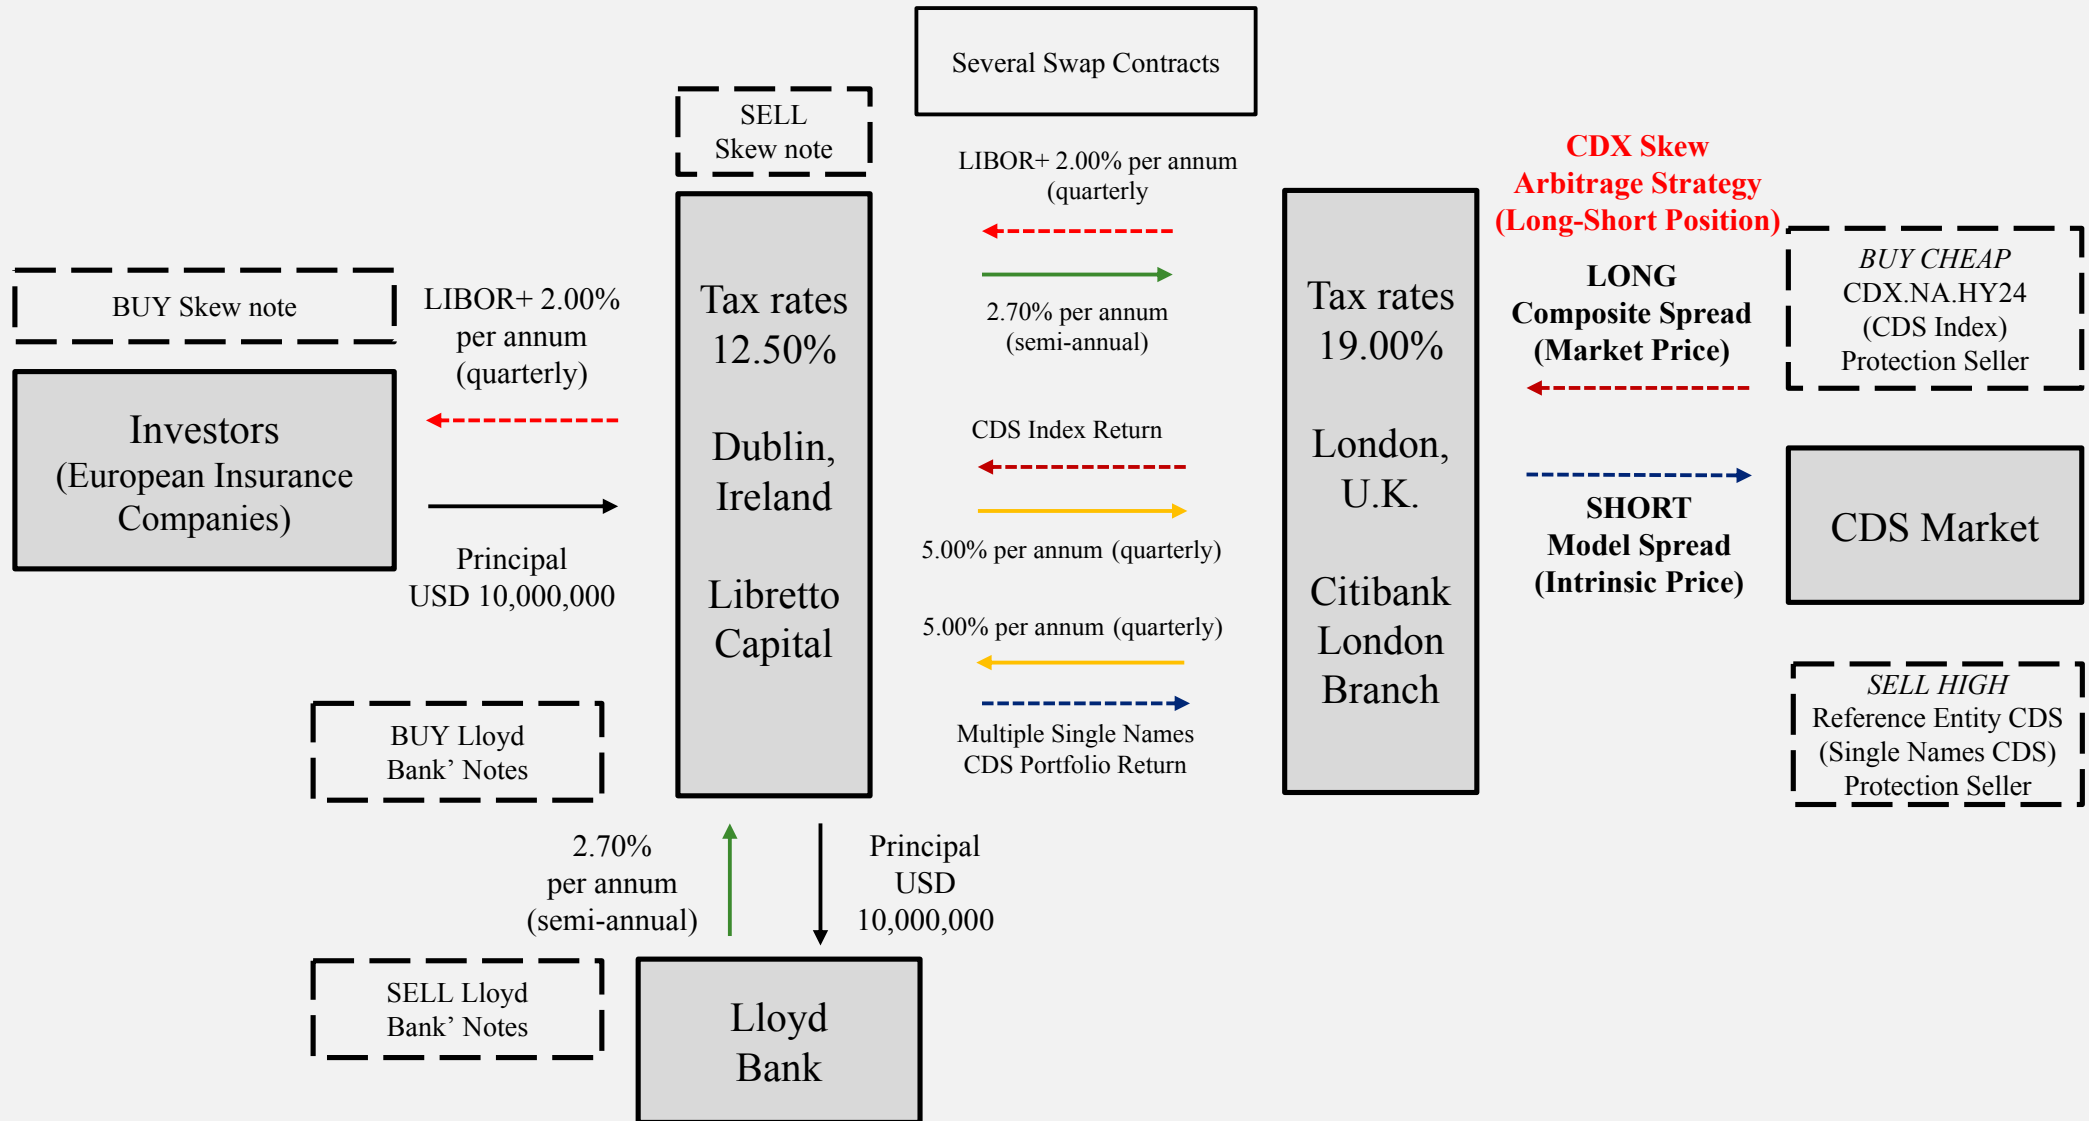 Several Swap Contracts
SELL
Skew note
LIBOR+ 2.00% per annum
(quarterly
CDX Skew
Arbitrage Strategy
(Long-Short Position)
BUY Skew note
LIBOR+ 2.00%
per annum
(quarterly)
Tax rates
12.50%
Dublin,
Ireland
Libretto
Capital
2.70% per annum
(semi-annual)
Tax rates
19.00%
London,
U.K.
Citibank
London
Branch
LONG
Composite Spread
(Market Price)
BUY CHEAP
CDX.NA.HY24
(CDS Index)
Protection Seller
Investors
(European Insurance
Companies)
Principal
USD 10,000,000
CDS Index Return
5.00% per annum (quarterly)
5.00% per annum (quarterly)
Multiple Single Names
CDS Portfolio Return
SHORT
Model Spread
(Intrinsic Price)
CDS Market
SELL HIGH
Reference Entity CDS
(Single Names CDS)
Protection Seller
BUY Lloyd
Bank’ Notes
2.70%
per annum
(semi-annual)
Principal
USD
10,000,000
SELL Lloyd
Bank’ Notes
Lloyd
Bank